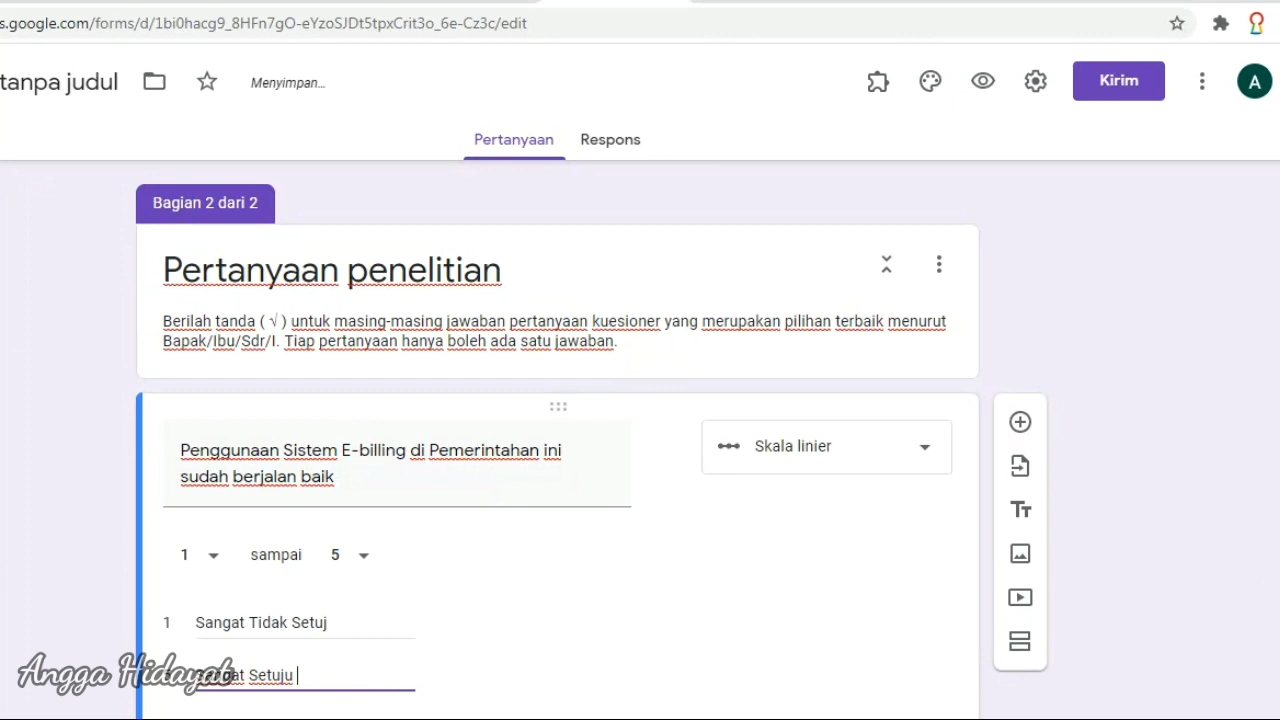 s.google.com/forms/d/1bi0hacg9_8HFn7gO-eYzoSJDt5tpxCrit3o_6e-Cz3c/edit
tanpa judul
Menyimpan...
Kirim
A
Pertanyaan
Respons
Bagian 2 dari 2
Pertanyaan penelitian
Berilah tanda ( √ ) untuk masing-masing jawaban pertanyaan kuesioner yang merupakan pilihan terbaik menurut
Bapak/Ibu/Sdr/I. Tiap pertanyaan hanya boleh ada satu jawaban.
Penggunaan Sistem E-billing di Pemerintahan ini
sudah berjalan baik
Skala linier
1 sampai 5
1 Sangat Tidak Setuj
Sangat Setuju
Angga Hidayat